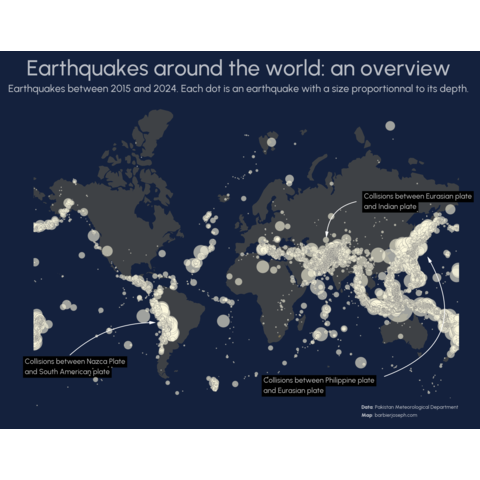 Earthquakes around the world: an overview
Earthquakes between 2015 and 2024. Each dot is an earthquake with a size proportionnal to its depth.
Collisions between Eurasian plate
and Indian plate
Collisions between Nazca Plate
and South American plate
Collisions between Philippine plate
and Eurasian plate
Data: Pakistan Meteorological Department
Map: barbierjoseph.com